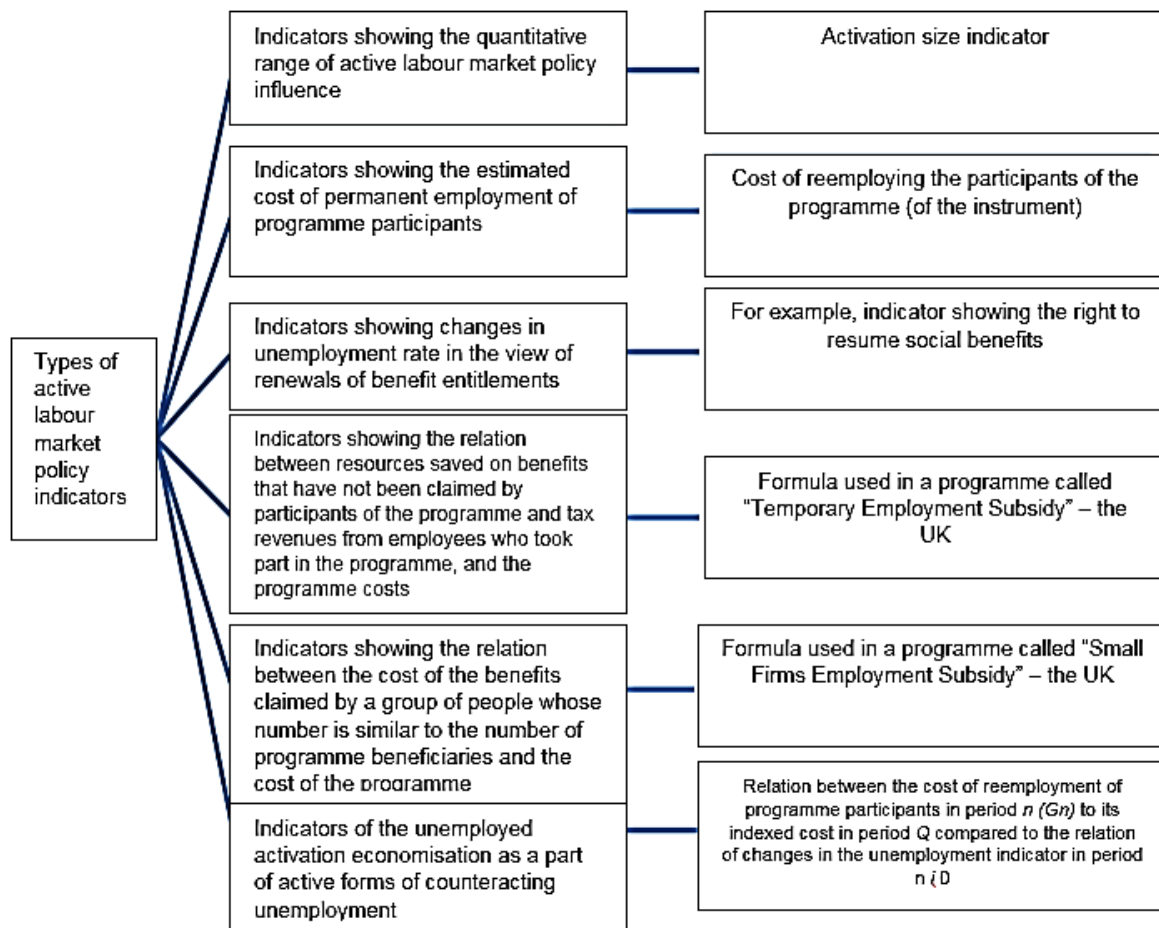 Types of
active
labour
market
policy
indicators
Indicators showing the quantitative
range of active labour market policy
influence
Activation size indicator
Indicators showing the estimated
cost of permanent employment of
programme participants
Cost of reemploying the participants of the
programme (of the instrument)
Indicators showing changes in
unemployment rate in the view of
renewals of benefit entitlements
For example, indicator showing the right to
resume social benefits
Indicators showing the relation
between resources saved on benefits
that have not been claimed by
participants of the programme and tax
revenues from employees who took
part in the programme, and the
programme costs
Formula used in a programme called
"Temporary Employment Subsidy" – the
UK
Indicators showing the relation
between the cost of the benefits
claimed by a group of people whose
number is similar to the number of
programme beneficiaries and the
cost of the programme
Formula used in a programme called "Small
Firms Employment Subsidy" – the UK
Indicators of the unemployed
activation economisation as a part
of active forms of counteracting
unemployment
Relation between the cost of reemployment of
programme participants in period n (Gn) to its
indexed cost in period Q compared to the relation
of changes in the unemployment indicator in period
n i 0